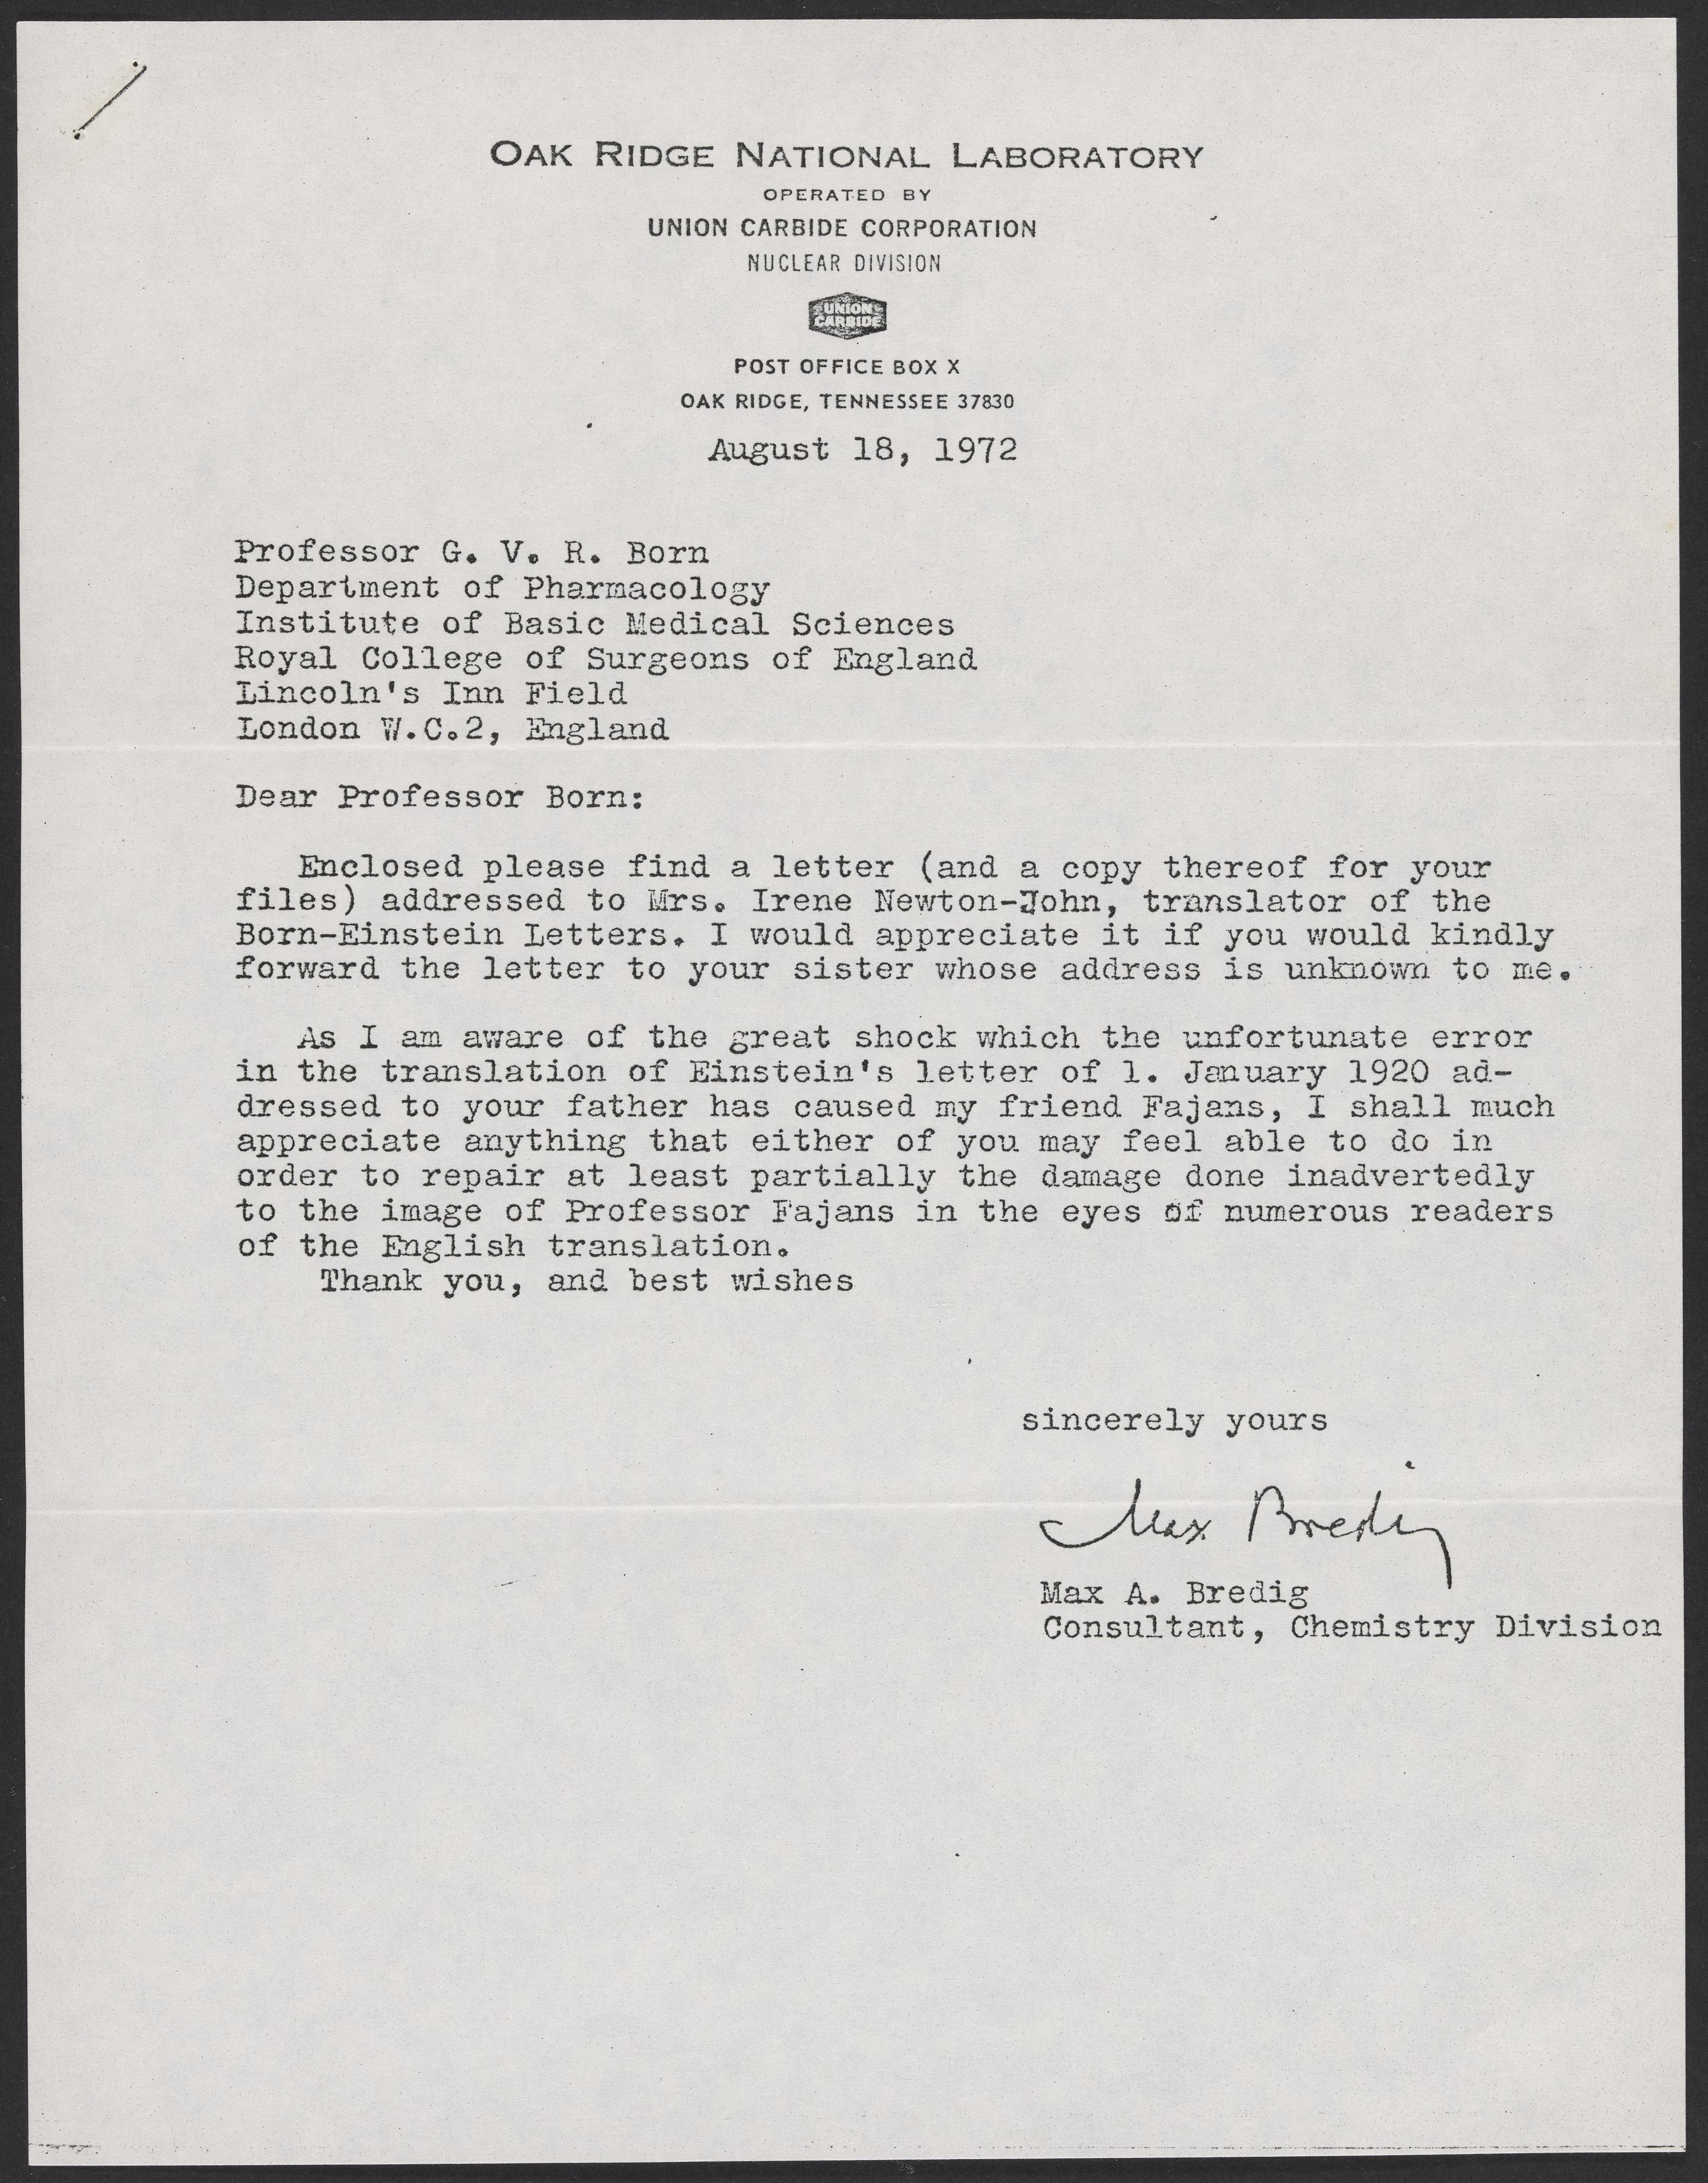 OAK RIDGE NATIONAL LABORATORY
OPERATED BY
UNION CARBIDE CORPORATION
NUCLEAR DIVISION
UNION
CARBIDE
POST OFFICE BOX X
OAK RIDGE, TENNESSEE 37830
August 18, 1972
Professor G. V. R. Born
Department of Pharmacology
Institute of Basic Medical Sciences
Royal College of Surgeons of England
Lincoln's Inn Field
London W.C.2, England
Dear Professor Born:
Enclosed please find a letter (and a copy thereof for your
files) addressed to Mrs. Irene Newton-John, translator of the
Born-Einstein Letters. I would appreciate it if you would kindly
forward the letter to your sister whose address is unknown to me.
As I am aware of the great shock which the unfortunate error
in the translation of Einstein's letter of 1. January 1920 ad-
dressed to your father has caused my friend Fajans, I shall much
appreciate anything that either of you may feel able to do in
order to repair at least partially the damage done inadvertedly
to the image of Professor Fajans in the eyes of numerous readers
of the English translation.
Thank you, and best wishes
sincerely yours
Max Bredig
Max A. Bredig
Consultant, Chemistry Division